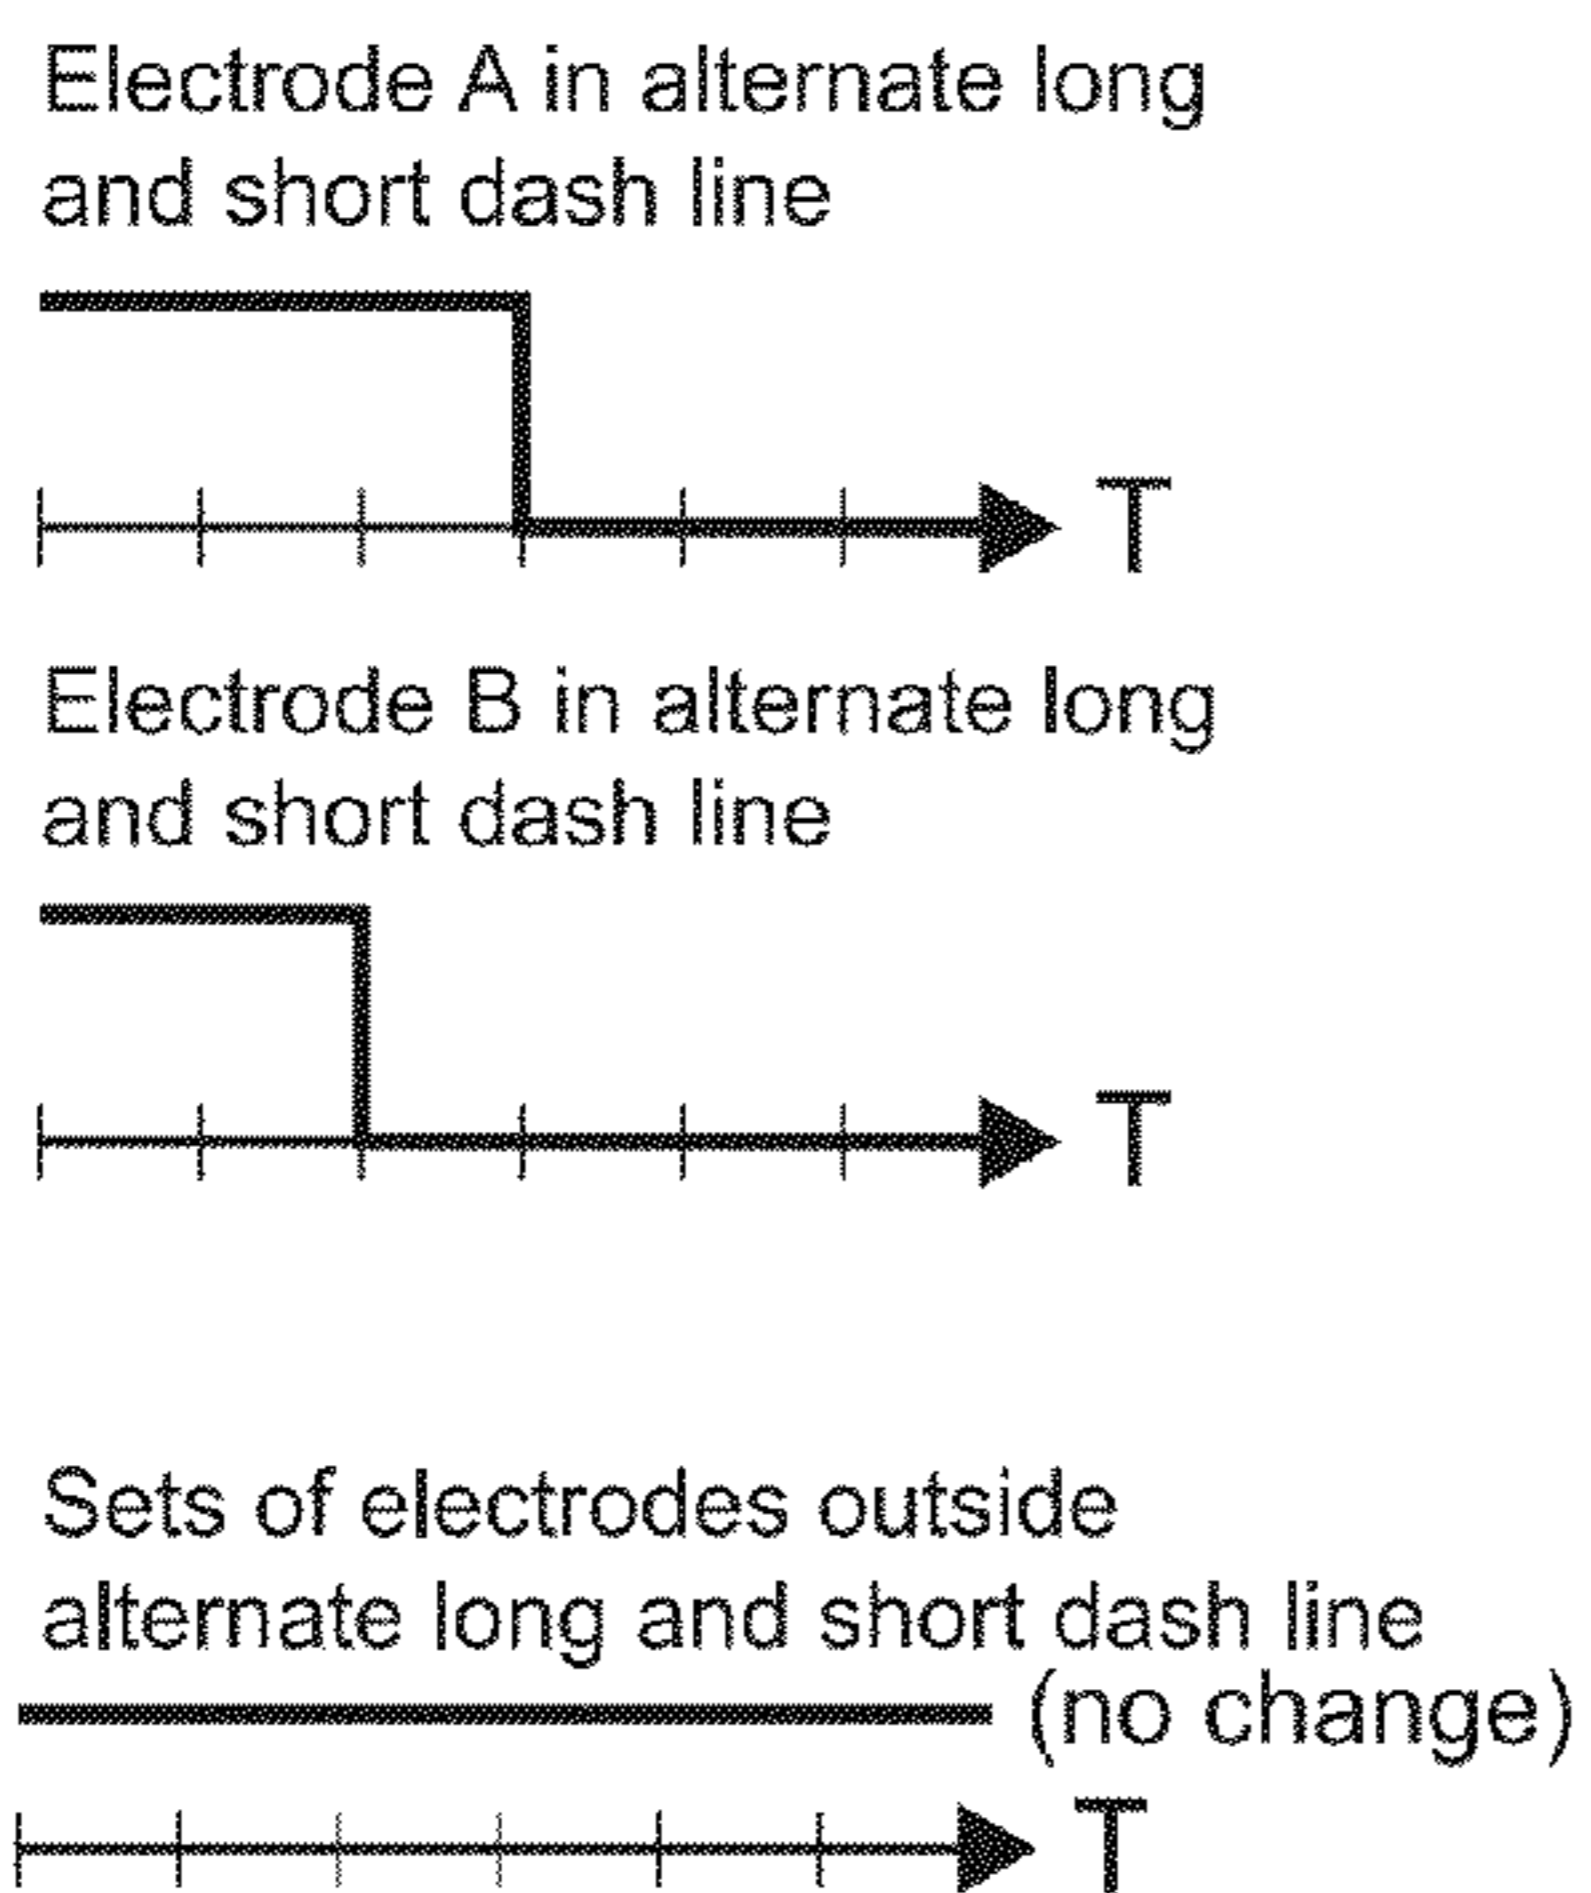 Electrode A in alternate long
and short dash line
T
Electrode B in alternate long
and short dash line
T
Sets of electrodes outside
alternate long and short dash line
(no change)
T